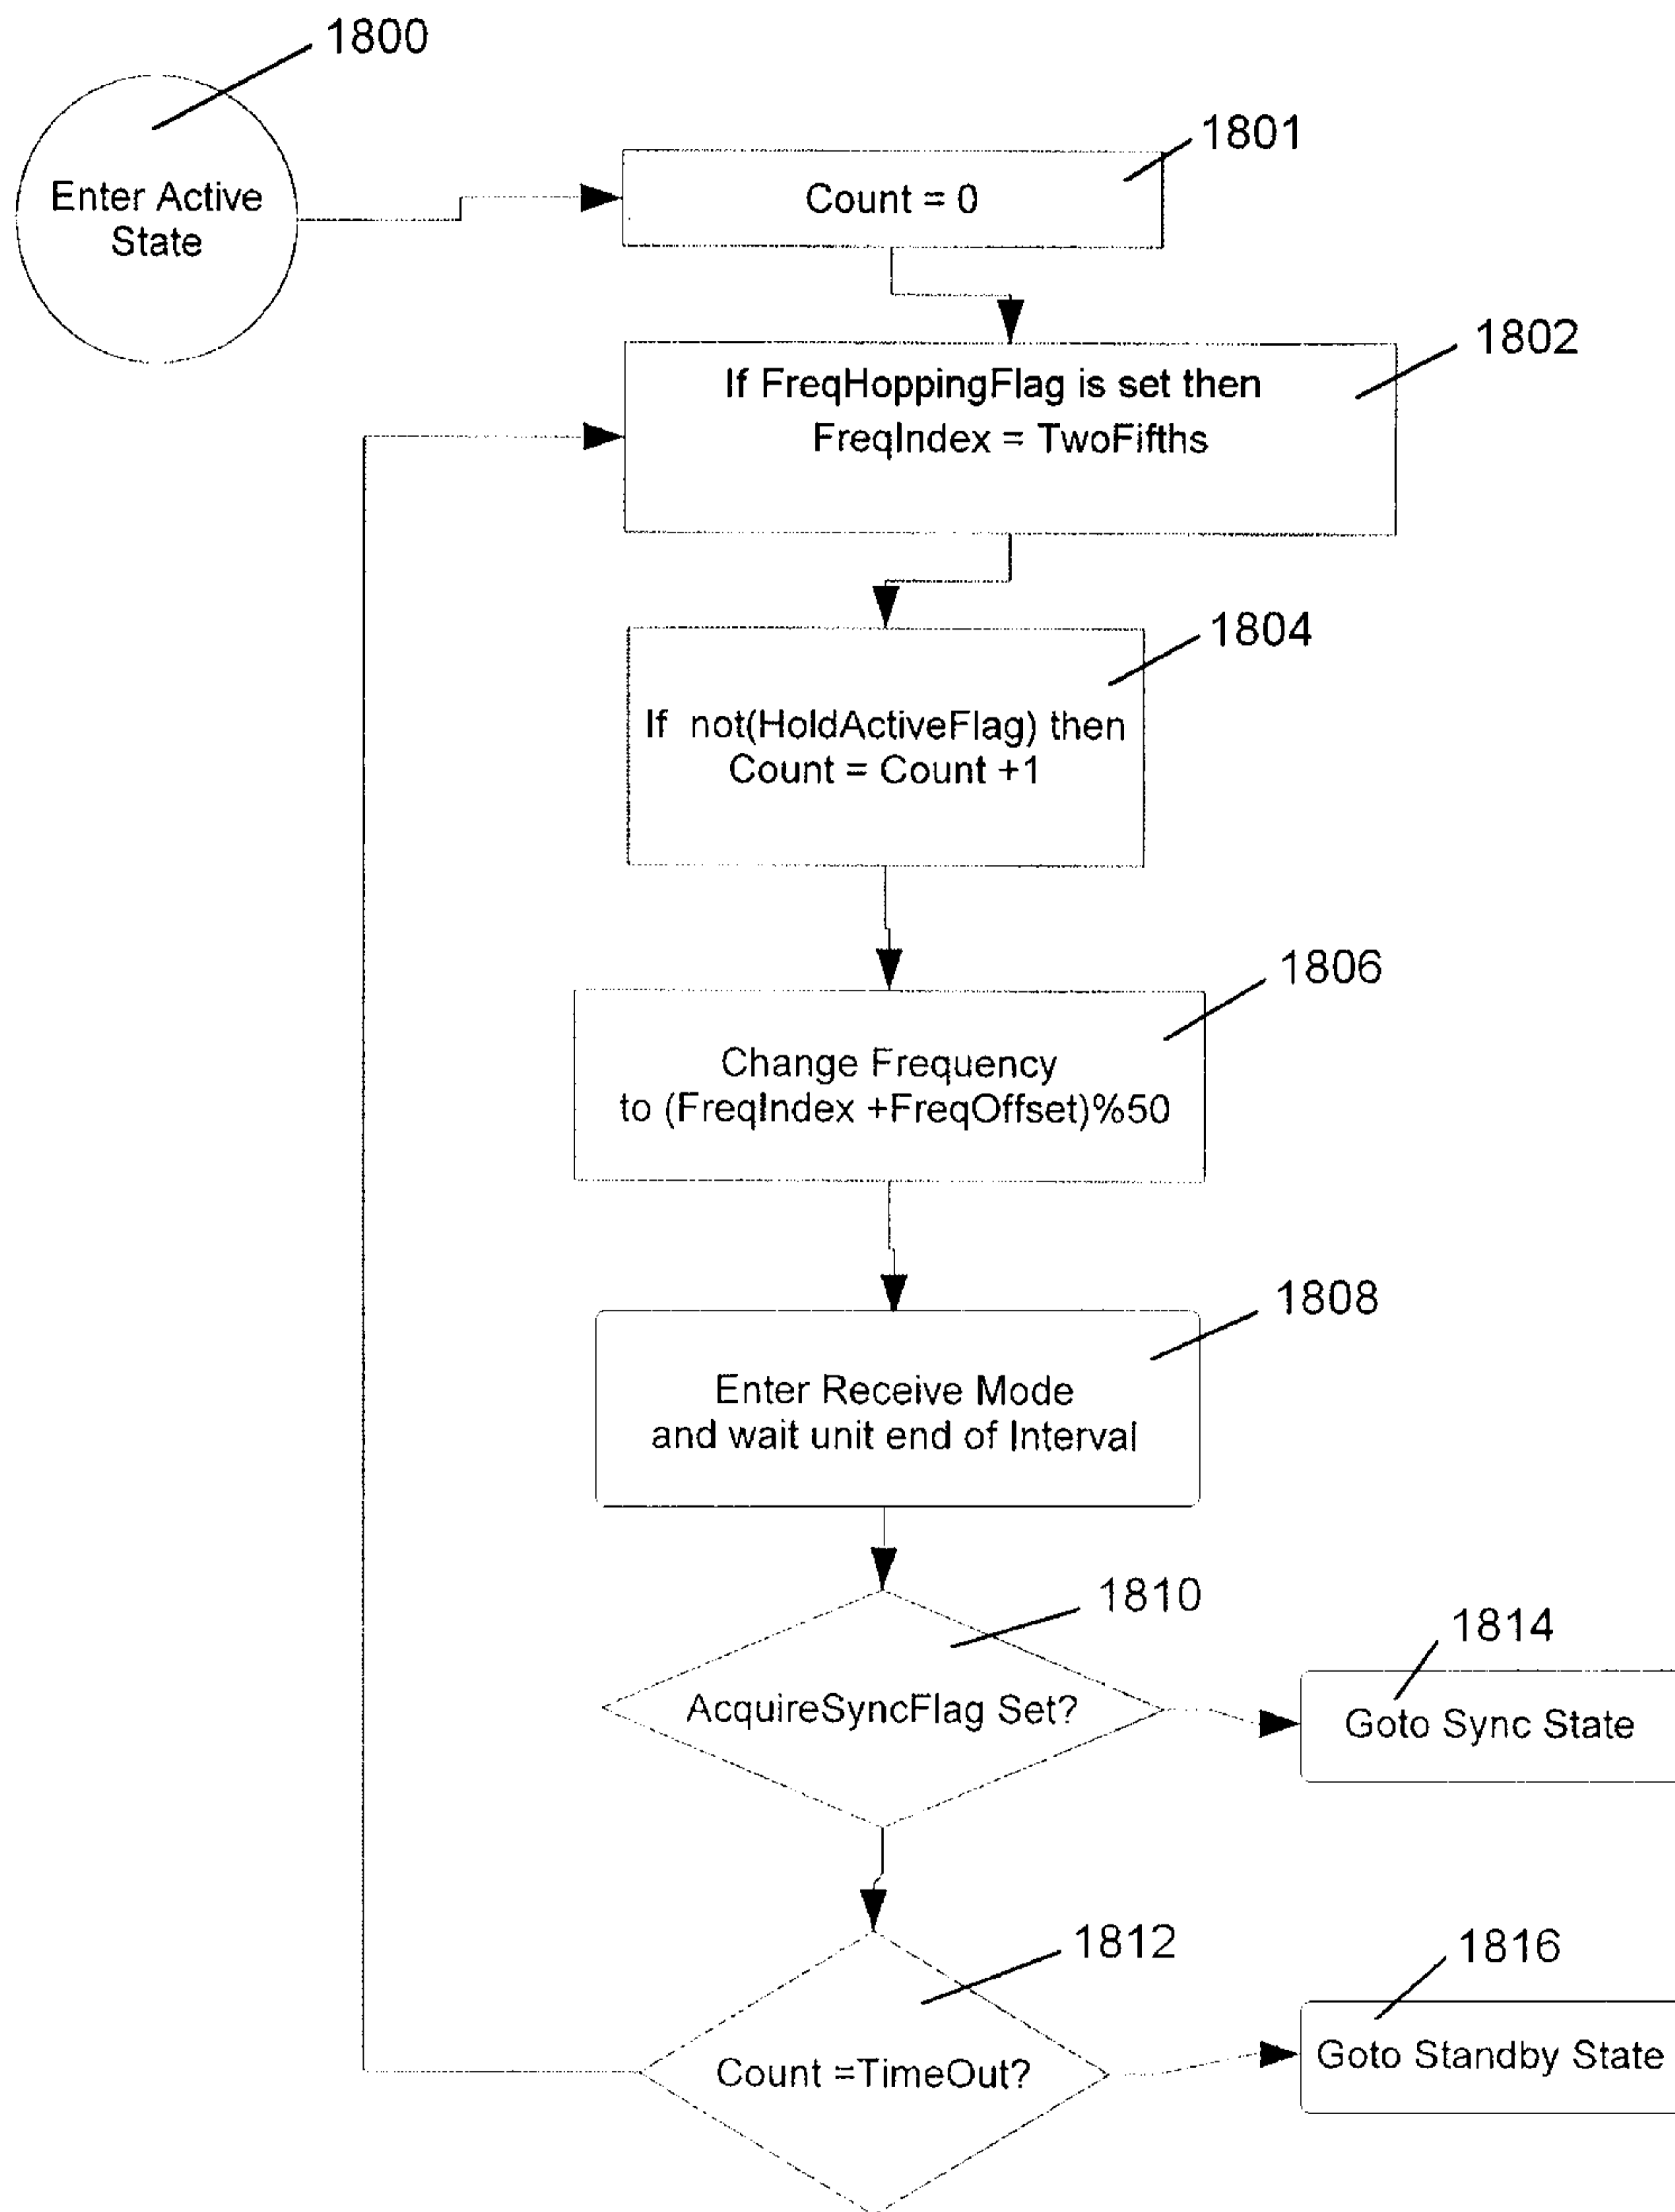 1800
Enter Active
State
1801
Count = 0
1802
If FreqHoppingFlag is set then
FreqIndex = TwoFifths
1804
If not(HoldActiveFlag) then
Count = Count +1
1806
Change Frequency
to (FreqIndex +FreqOffset)%50
1808
Enter Receive Mode
and wait unit end of Interval
1810
AcquireSyncFlag Set?
1814
Goto Sync State
1812
Count =TimeOut?
1816
Goto Standby State